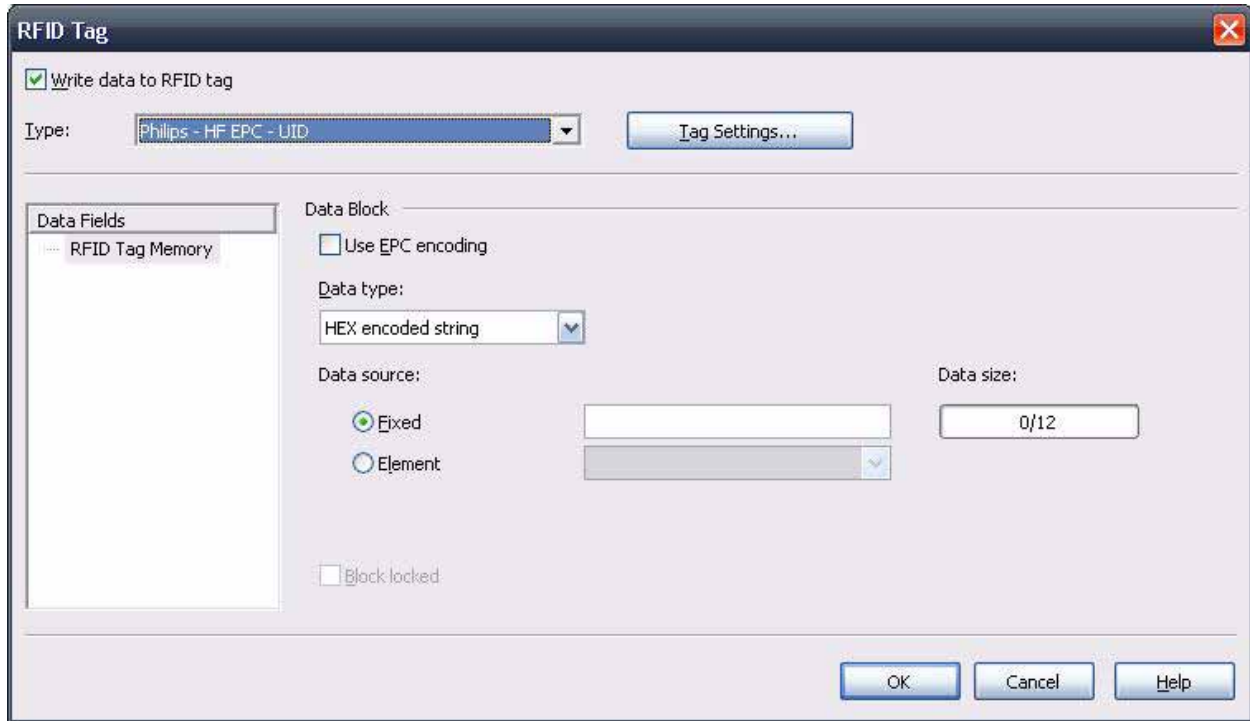 RFID Tag
Write data to RFID tag
Type: Philips - HF EPC - UID Tag Settings...
Data Fields
RFID Tag Memory
Data Block
Use EPC encoding
Data type:
HEX encoded string
Data source: Data size:
Fixed 0/12
Element
Block locked
OK Cancel Help